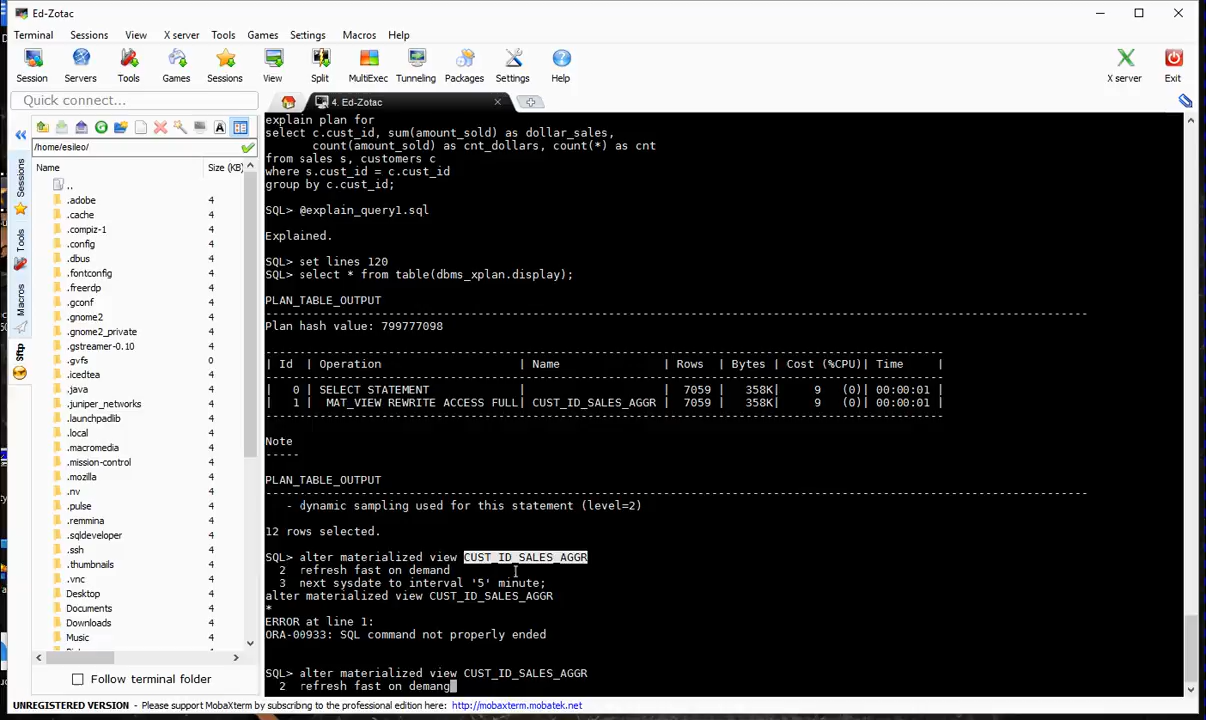 Ed-Zotac
Terminal Sessions View X server Tools Games Settings Macros Help
Session Servers Tools Games Sessions View Split MultiExec Tunneling Packages Settings Help X server Exit
Quick connect...
4. Ed-Zotac
/home/esileo/
Name Size (KB)
..
.adobe 4
.cache 4
.compiz-1 4
.config 4
.dbus 4
.fontconfig 4
.freerdp 4
.gconf 4
.gnome2 4
.gnome2_private 4
.gstreamer-0.10 4
.gvfs 0
.icedtea 4
.java 4
.juniper_networks 4
.launchpadlib 4
.local 4
.macromedia 4
.mission-control 4
.mozilla 4
.nv 4
.pulse 4
.remmina 4
.sqldeveloper 4
.ssh 4
.thumbnails 4
.vnc 4
Desktop 4
Documents 4
Downloads 4
Music 4
Follow terminal folder
Sessions
Tools
Macros
Sftp
explain plan for
select c.cust_id, sum(amount_sold) as dollar_sales,
count(amount_sold) as cnt_dollars, count(*) as cnt
from sales s, customers c
where s.cust_id = c.cust_id
group by c.cust_id;
SQL> @explain_query1.sql
Explained.
SQL> set lines 120
SQL> select * from table(dbms_xplan.display);
PLAN_TABLE_OUTPUT
--------------------------------------------------------------------------------
Plan hash value: 799777098
--------------------------------------------------------------------------------
| Id | Operation | Name | Rows | Bytes | Cost (%CPU)| Time |
--------------------------------------------------------------------------------
| 0 | SELECT STATEMENT | | 7059 | 358K| 9 (0)| 00:00:01 |
| 1 | MAT_VIEW REWRITE ACCESS FULL| CUST_ID_SALES_AGGR | 7059 | 358K| 9 (0)| 00:00:01 |
--------------------------------------------------------------------------------
Note
-----
PLAN_TABLE_OUTPUT
--------------------------------------------------------------------------------
- dynamic sampling used for this statement (level=2)
12 rows selected.
SQL> alter materialized view CUST_ID_SALES_AGGR
2 refresh fast on demand
3 next sysdate to interval '5' minute;
alter materialized view CUST_ID_SALES_AGGR
*
ERROR at line 1:
ORA-00933: SQL command not properly ended
SQL> alter materialized view CUST_ID_SALES_AGGR
2 refresh fast on demang
UNREGISTERED VERSION - Please support MobaXterm by subscribing to the professional edition here: http://mobaxterm.mobatek.net